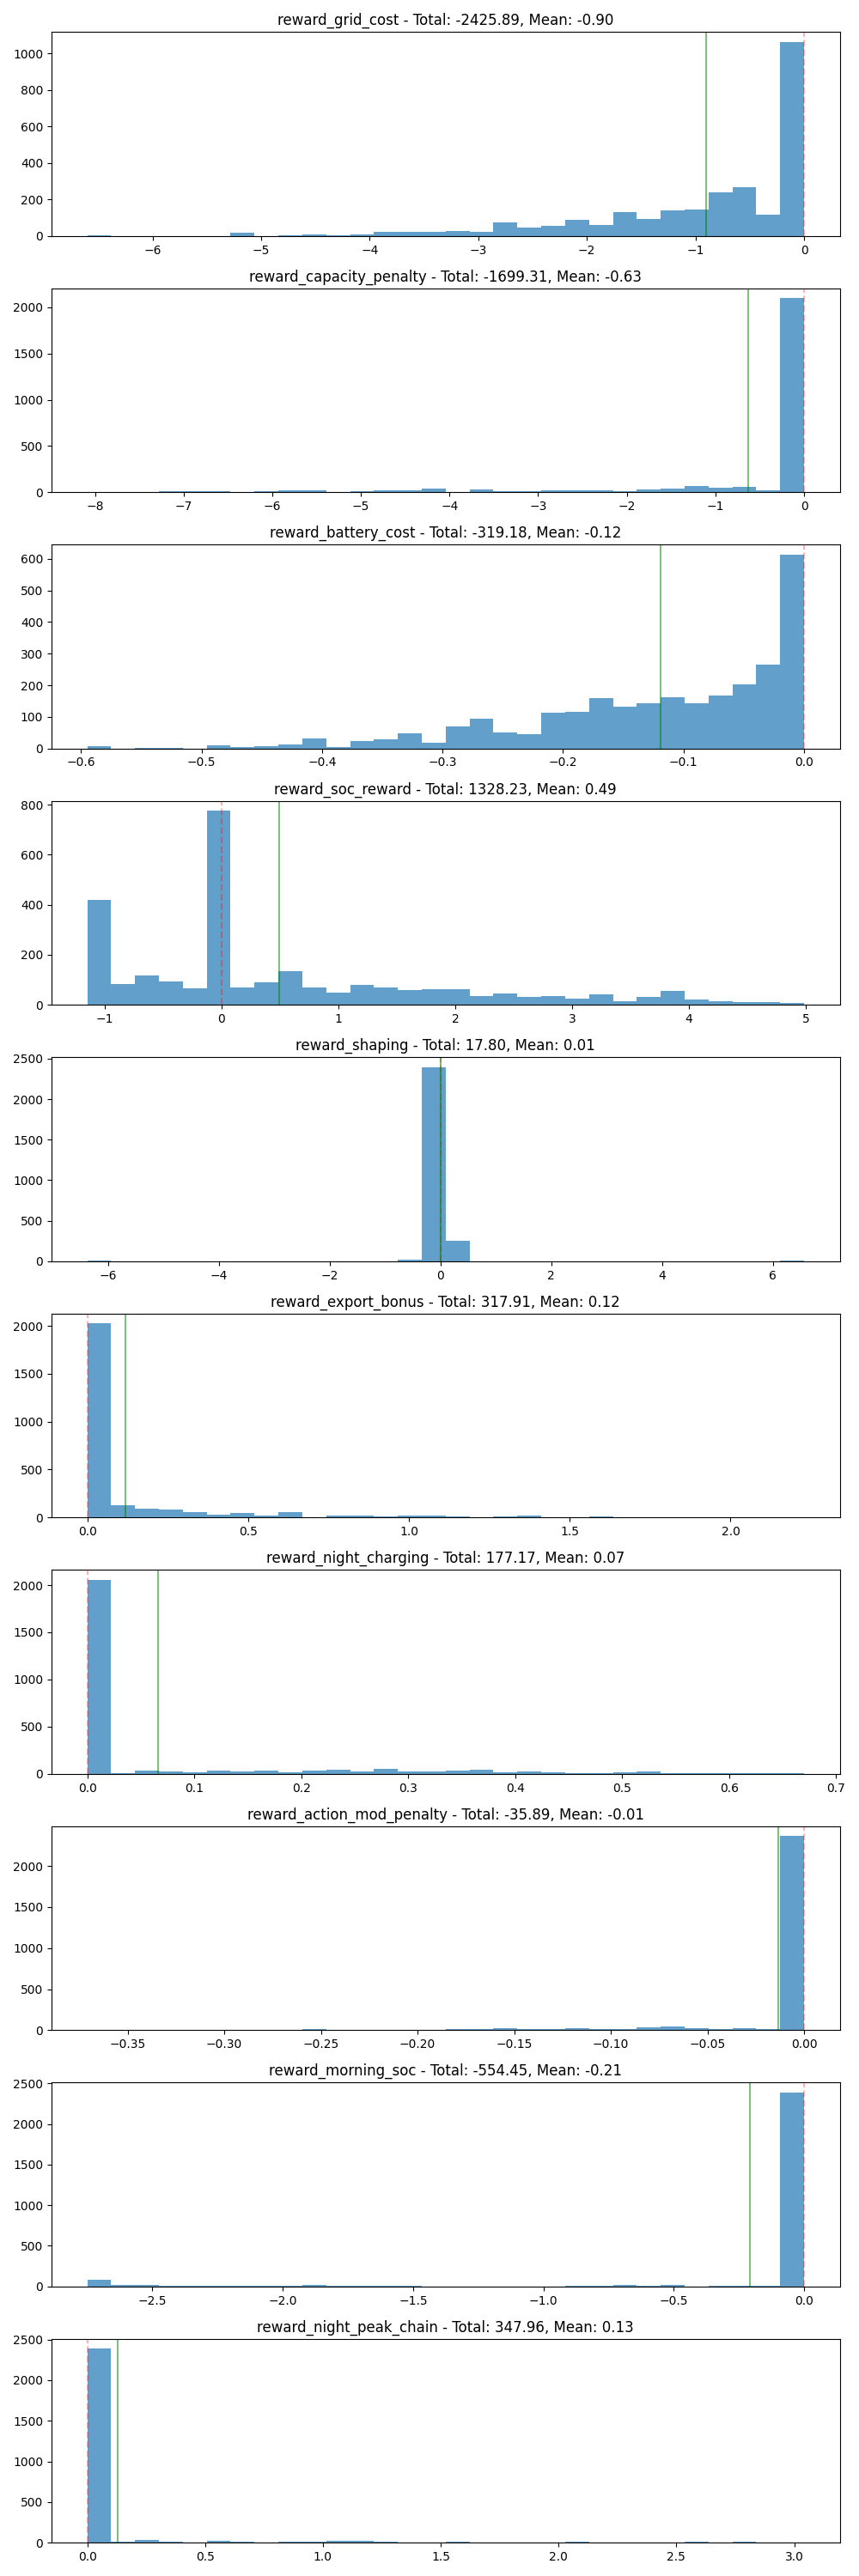 reward_grid_cost - Total: -2425.89, Mean: -0.90
1000
800
600
400
200
0
−6 −5 −4 −3 −2 −1 0
reward_capacity_penalty - Total: -1699.31, Mean: -0.63
2000
1500
1000
500
0
−8 −7 −6 −5 −4 −3 −2 −1 0
reward_battery_cost - Total: -319.18, Mean: -0.12
600
500
400
300
200
100
0
−0.6 −0.5 −0.4 −0.3 −0.2 −0.1 0.0
reward_soc_reward - Total: 1328.23, Mean: 0.49
800
600
400
200
0
−1 0 1 2 3 4 5
reward_shaping - Total: 17.80, Mean: 0.01
2500
2000
1500
1000
500
0
−6 −4 −2 0 2 4 6
reward_export_bonus - Total: 317.91, Mean: 0.12
2000
1500
1000
500
0
0.0 0.5 1.0 1.5 2.0
reward_night_charging - Total: 177.17, Mean: 0.07
2000
1500
1000
500
0
0.0 0.1 0.2 0.3 0.4 0.5 0.6 0.7
reward_action_mod_penalty - Total: -35.89, Mean: -0.01
2000
1500
1000
500
0
−0.35 −0.30 −0.25 −0.20 −0.15 −0.10 −0.05 0.00
reward_morning_soc - Total: -554.45, Mean: -0.21
2500
2000
1500
1000
500
0
−2.5 −2.0 −1.5 −1.0 −0.5 0.0
reward_night_peak_chain - Total: 347.96, Mean: 0.13
2500
2000
1500
1000
500
0
0.0 0.5 1.0 1.5 2.0 2.5 3.0